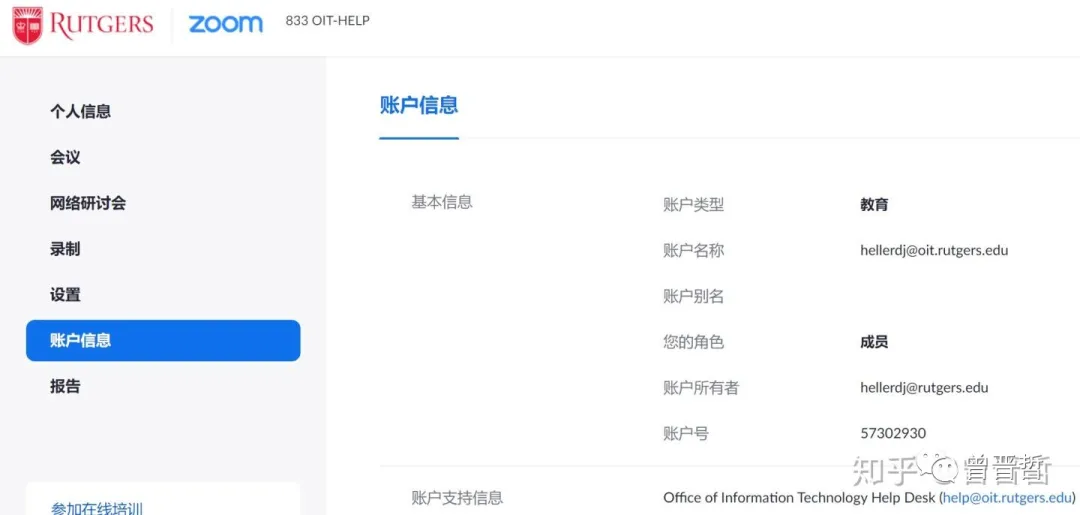 RUTGERS zoom 833 OIT-HELP
个人信息
会议
网络研讨会
录制
设置
账户信息
报告
参加在线培训
账户信息
基本信息
账户类型 教育
账户名称 hellerdj@oit.rutgers.edu
账户别名
您的角色 成员
账户所有者 hellerdj@rutgers.edu
账户号 57302930
账户支持信息 Office of Information Technology Help Desk (help@oit.rutgers.edu)
知乎 曾晋哲